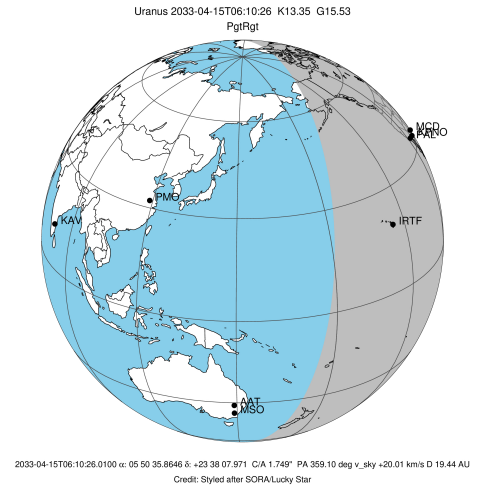 Uranus 2033-04-15T06:10:26 K13.35 G15.53
PgtRgt
MCD
PAL
PMO
KAV
IRTF
AAT
MSO
2033-04-15T06:10:26.0100 α: 05 50 35.8646 δ: +23 38 07.971 C/A 1.749" PA 359.10 deg v_sky +20.01 km/s D 19.44 AU
Credit: Styled after SORA/Lucky Star